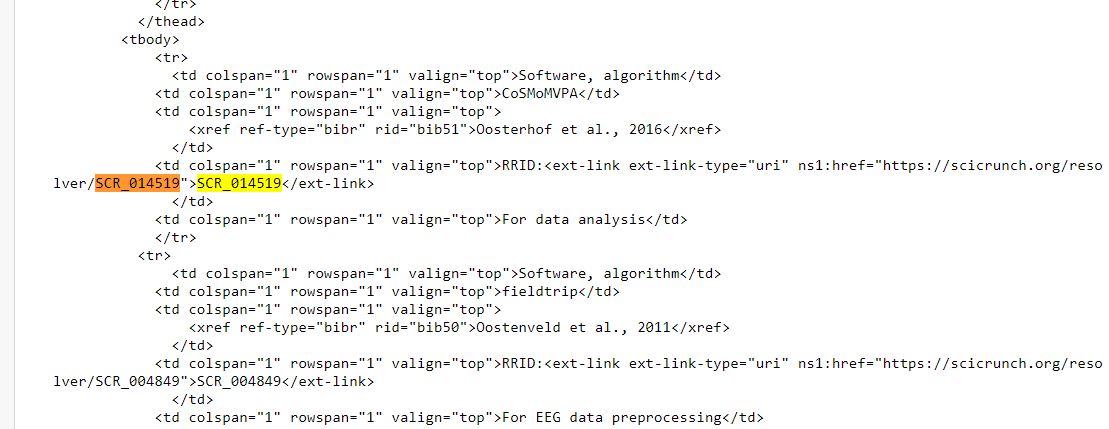 </tr>
</thead>
<tbody>
<tr>
<td colspan="1" rowspan="1" valign="top">Software, algorithm</td>
<td colspan="1" rowspan="1" valign="top">CoSMoMVPA</td>
<td colspan="1" rowspan="1" valign="top">
<xref ref-type="bibr" rid="bib51">Oosterhof et al., 2016</xref>
</td>
<td colspan="1" rowspan="1" valign="top">RRID:<ext-link ext-link-type="uri" ns1:href="https://scicrunch.org/reso
lver/SCR_014519">SCR_014519</ext-link>
</td>
<td colspan="1" rowspan="1" valign="top">For data analysis</td>
</tr>
<tr>
<td colspan="1" rowspan="1" valign="top">Software, algorithm</td>
<td colspan="1" rowspan="1" valign="top">fieldtrip</td>
<td colspan="1" rowspan="1" valign="top">
<xref ref-type="bibr" rid="bib50">Oostenveld et al., 2011</xref>
</td>
<td colspan="1" rowspan="1" valign="top">RRID:<ext-link ext-link-type="uri" ns1:href="https://scicrunch.org/reso
lver/SCR_004849">SCR_004849</ext-link>
</td>
<td colspan="1" rowspan="1" valign="top">For EEG data preprocessing</td>